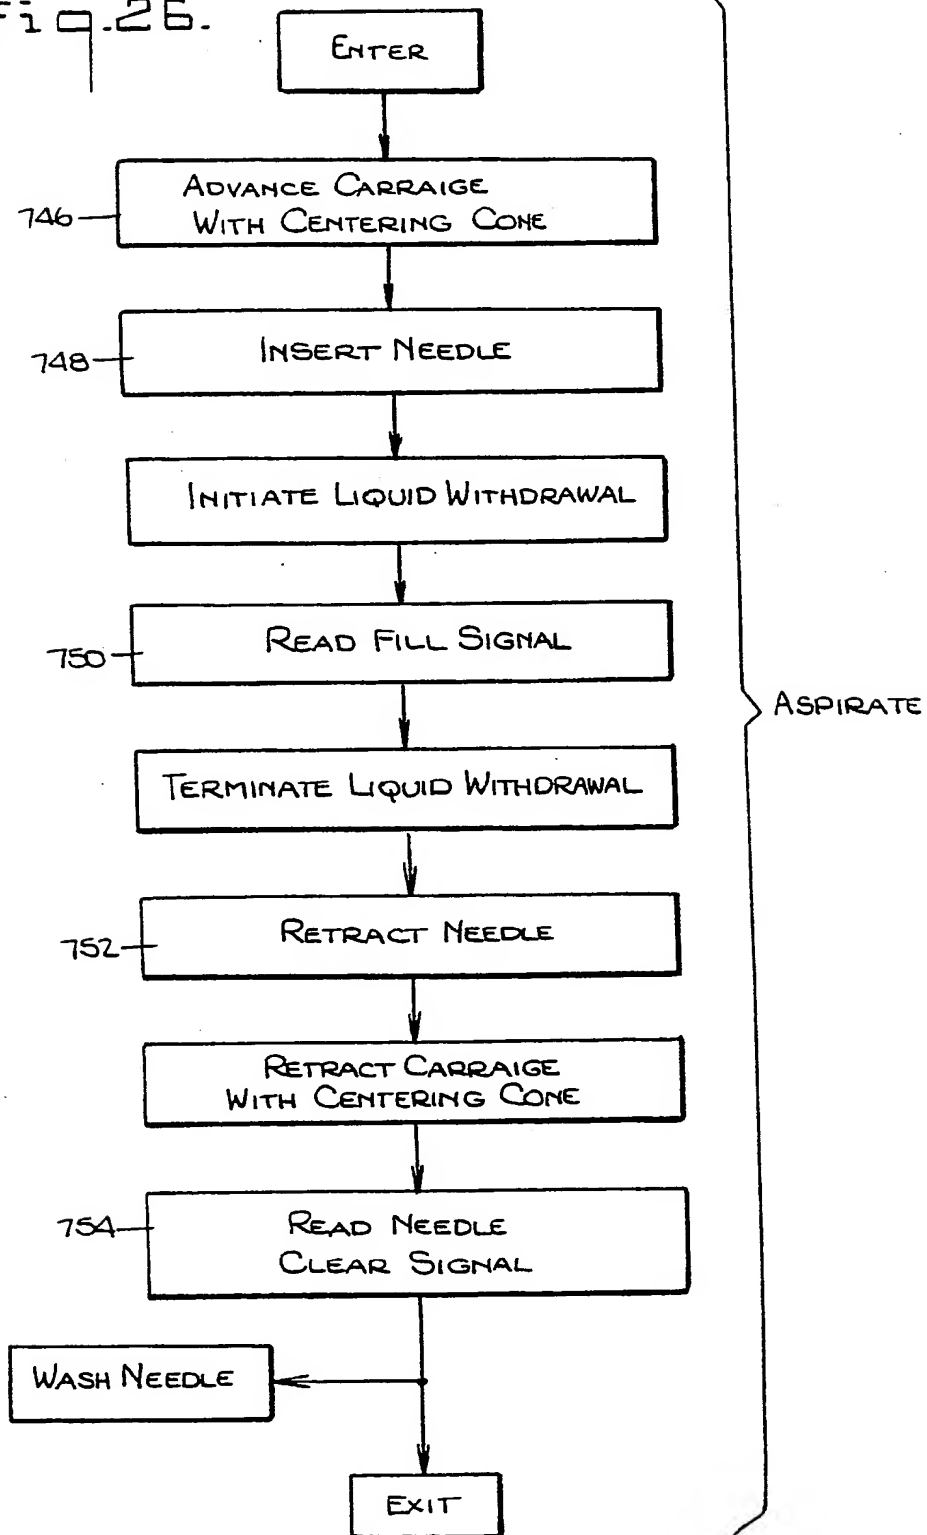 Fig.26.
ENTER
ADVANCE CARRAIGE
746
WITH CENTERING CONE
INSERT NEEDLE
748
INITIATE LIQUID WITHDRAWAL
READ FILL SIGNAL
750
ASPIRATE
TERMINATE LIQUID WITHDRAWAL
RETRACT NEEDLE
752
RETRACT CARRAIGE
WITH CENTERING CONE
754
READ NEEDLE
CLEAR SIGNAL
WASH NEEDLE
EXIT